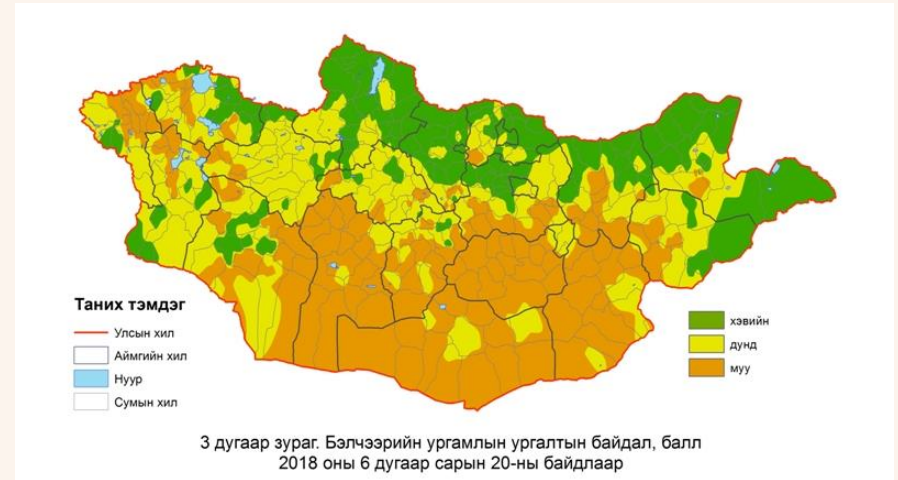 Таних тэмдэг
Улсын хил
Аймгийн хил
Нуур
Сумын хил
хэвийн
дунд
муу
3 дугаар зураг. Бэлчээрийн ургамлын ургалтын байдал, балл
2018 оны 6 дугаар сарын 20-ны байдлаар